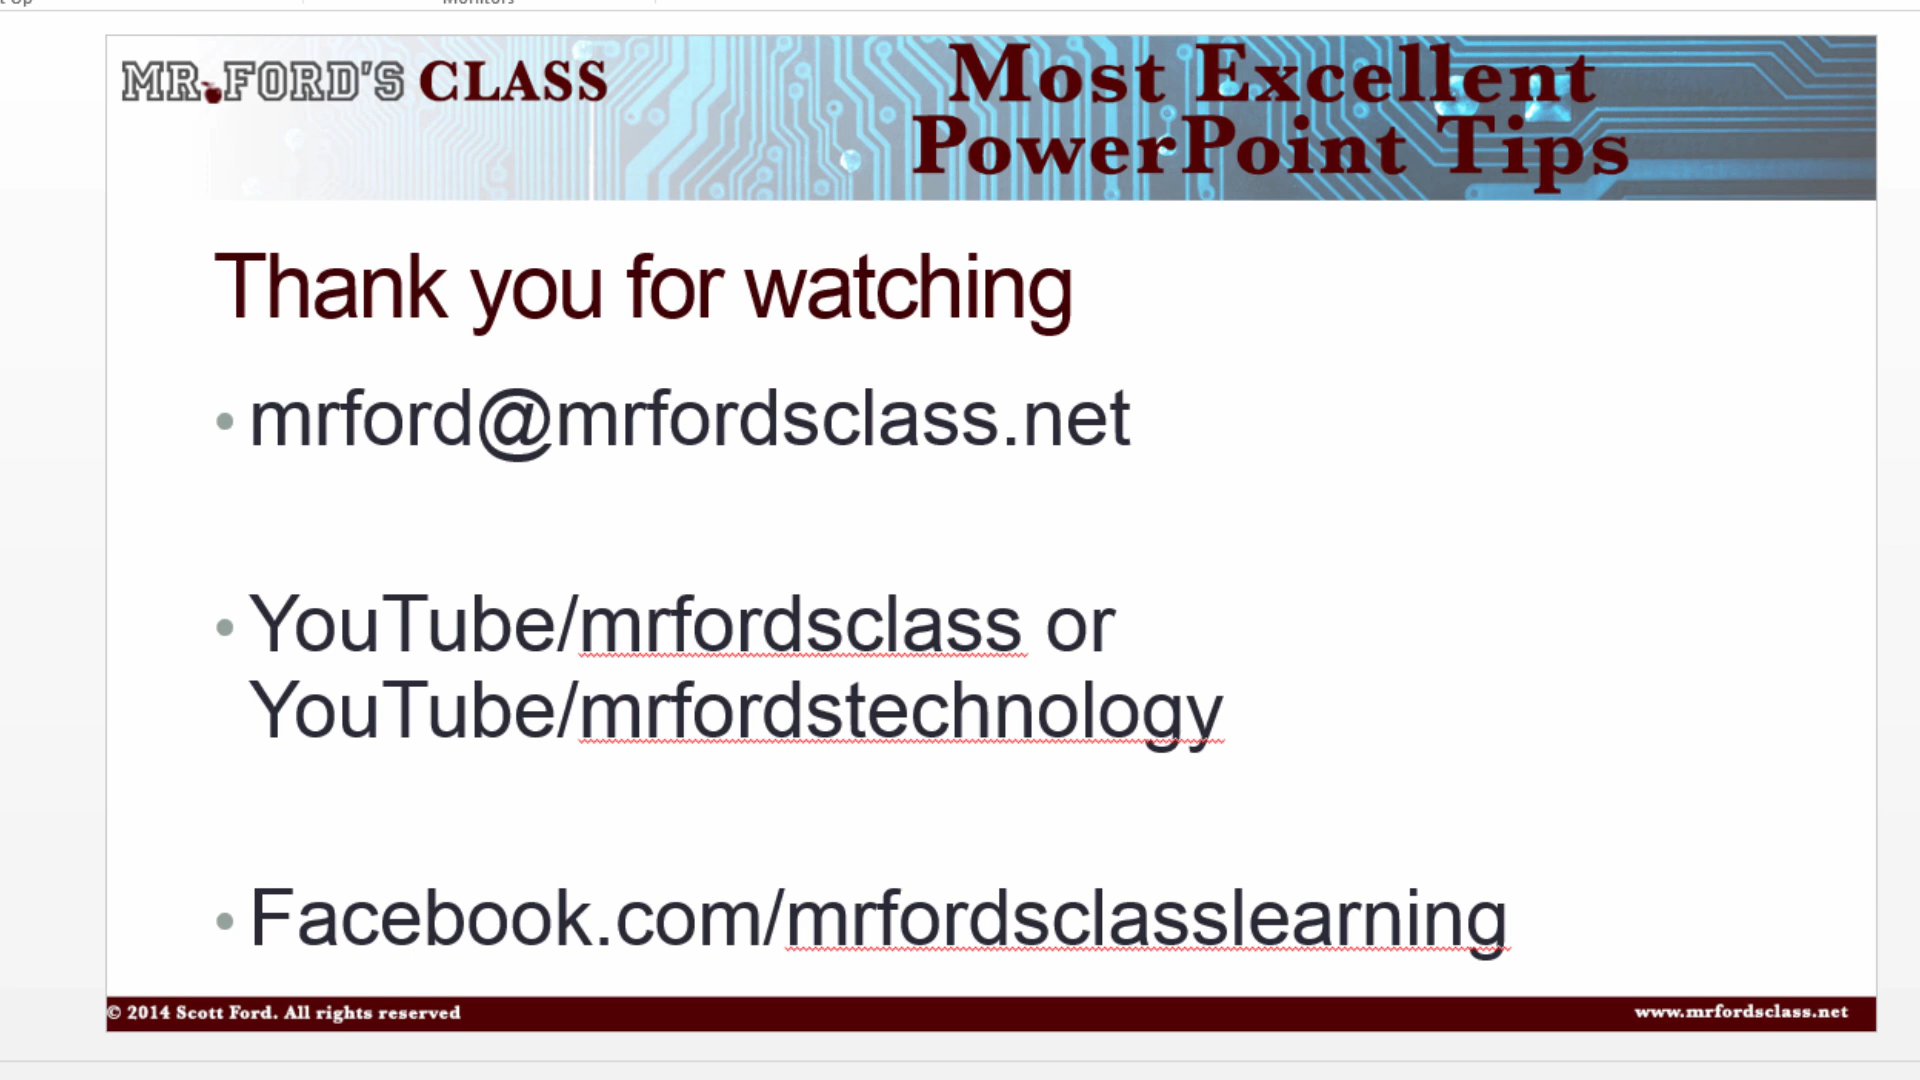 Monitors
MR.FORD'S CLASS
Most Excellent
PowerPoint Tips
Thank you for watching
• mrford@mrfordsclass.net
• YouTube/mrfordsclass or
YouTube/mrfordstechnology
• Facebook.com/mrfordsclasslearning
© 2014 Scott Ford. All rights reserved
www.mrfordsclass.net